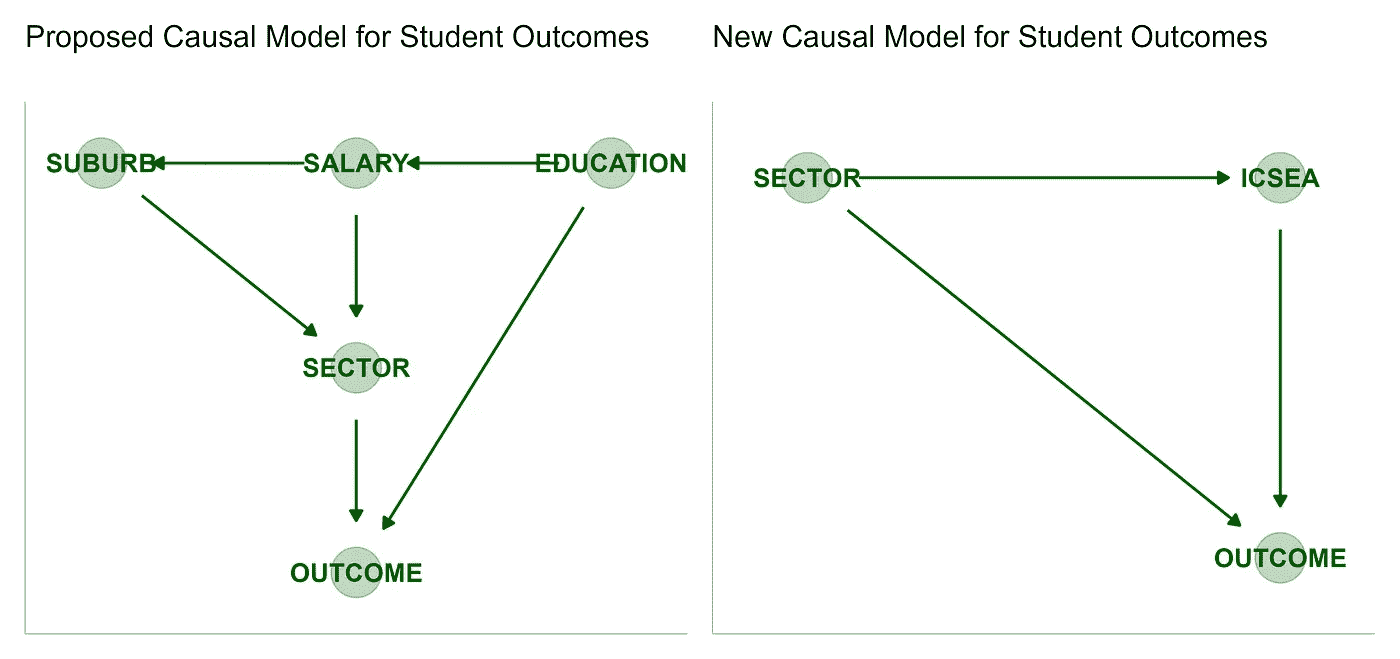 Proposed Causal Model for Student Outcomes
SUBURB SALARY EDUCATION
SECTOR
OUTCOME
New Causal Model for Student Outcomes
SECTOR ICSEA
OUTCOME